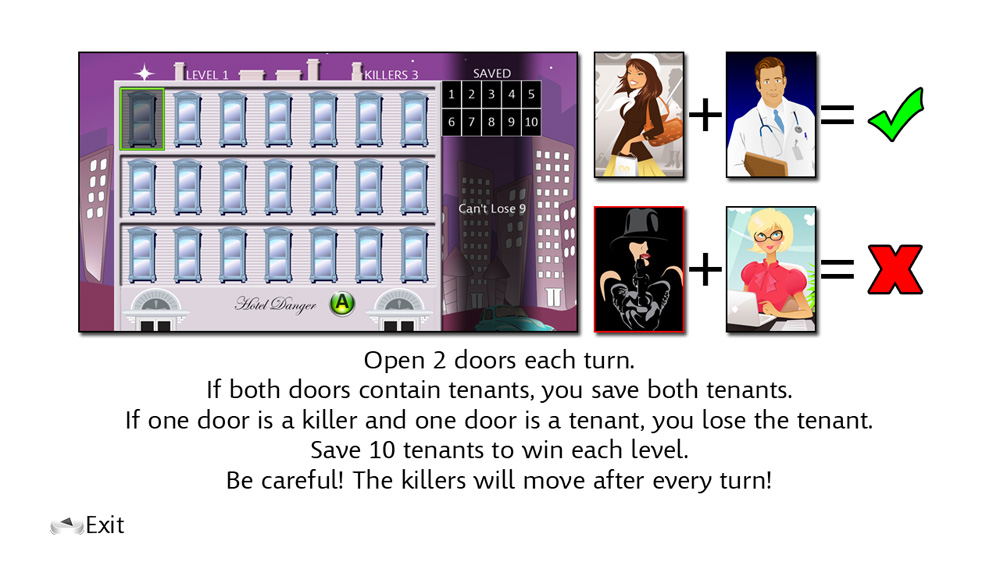 LEVEL 1 KILLERS 3 SAVED
1 2 3 4 5
6 7 8 9 10
Can't Lose 9
Hotel Danger A
Open 2 doors each turn.
If both doors contain tenants, you save both tenants.
If one door is a killer and one door is a tenant, you lose the tenant.
Save 10 tenants to win each level.
Be careful! The killers will move after every turn!
Exit